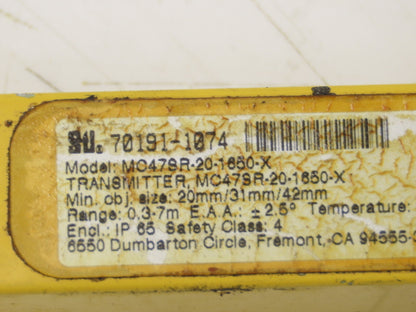 70191-1074
Model: MC47SR-20-1650-X
TRANSMITTER, MC47SR-20-1650-X
Min. obj. size: 20mm/31mm/42mm
Range: 0.3-7m E.A.A.: ± 2.5° Temperature:
Encl.: IP 65 Safety Class: 4
6550 Dumbarton Circle, Fremont, CA 94555-